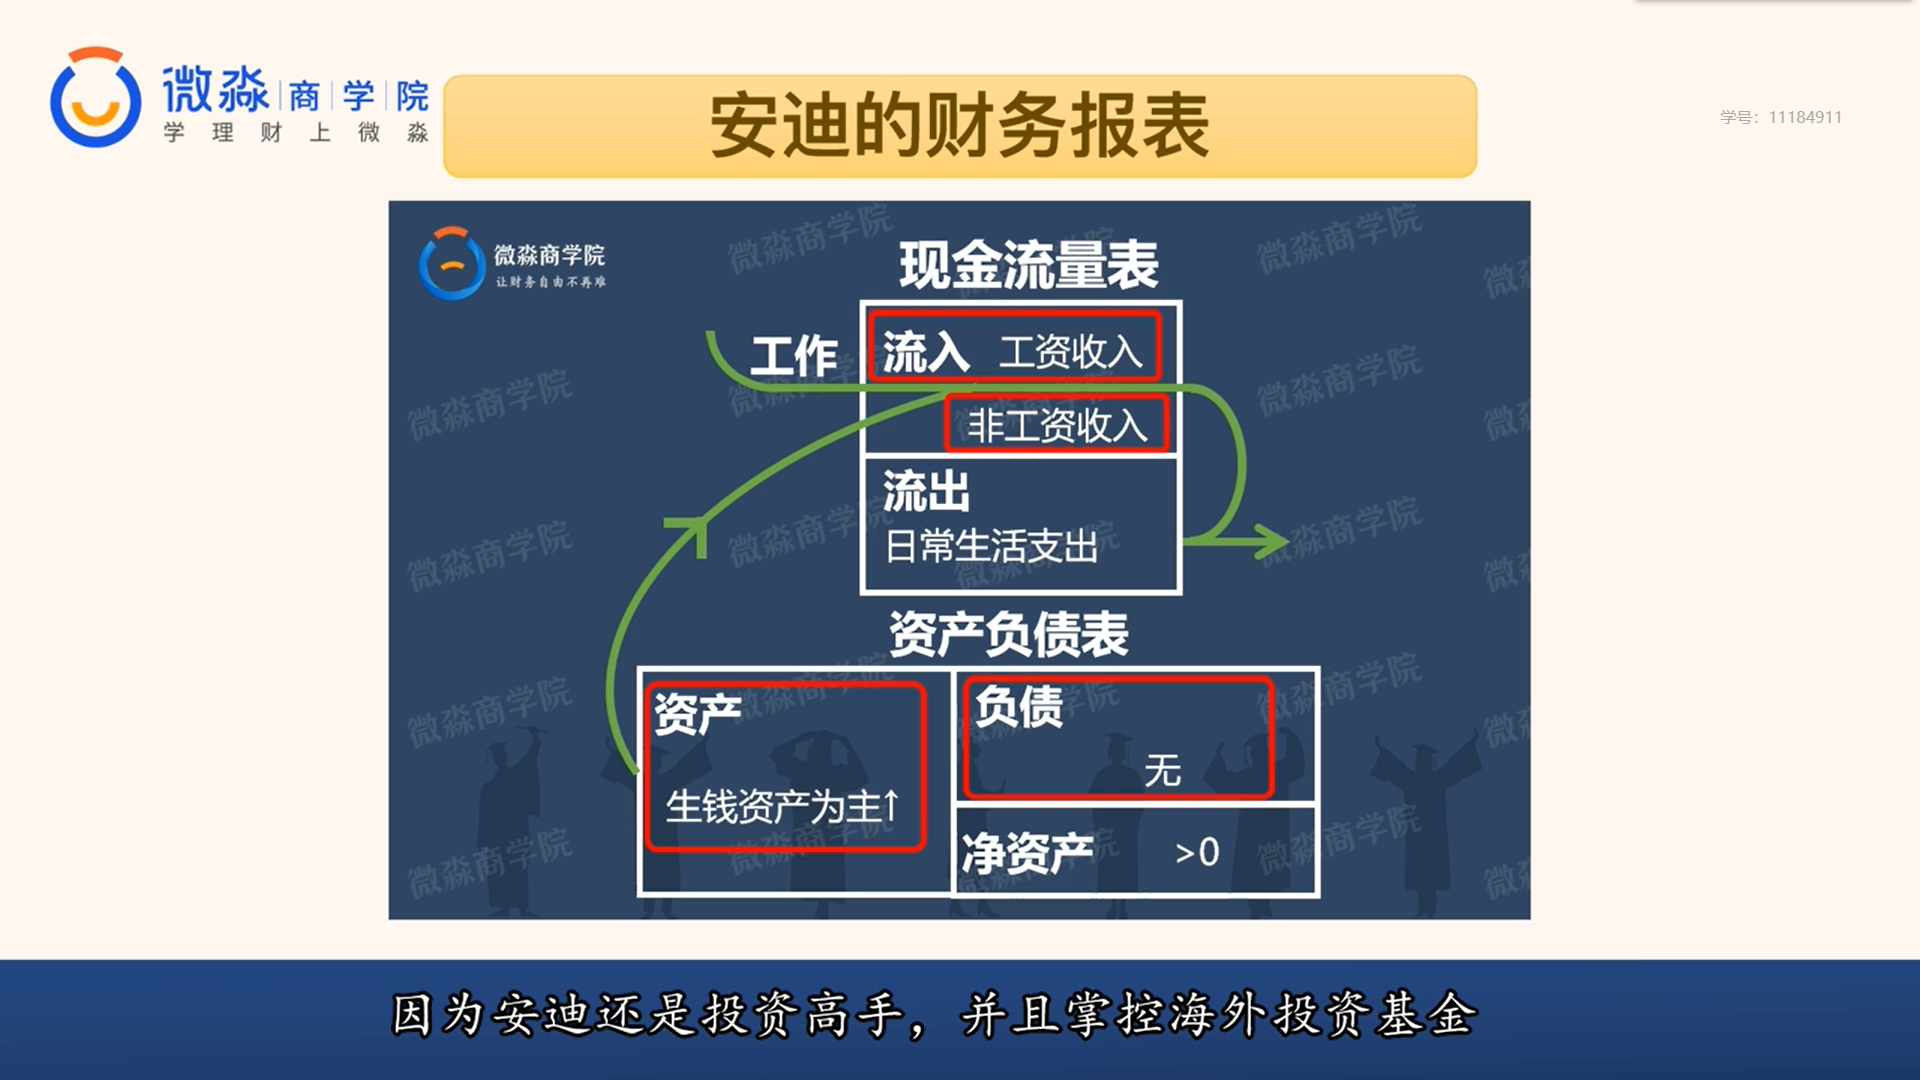 微淼|商|学|院
学理财上微淼
安迪的财务报表
学号：11184911
微淼商学院
让财务自由不再难
现金流量表
工作
流入 工资收入
非工资收入
流出
日常生活支出
资产负债表
资产
生钱资产为主↑
负债
无
净资产 >0
因为安迪还是投资高手，并且掌控海外投资基金